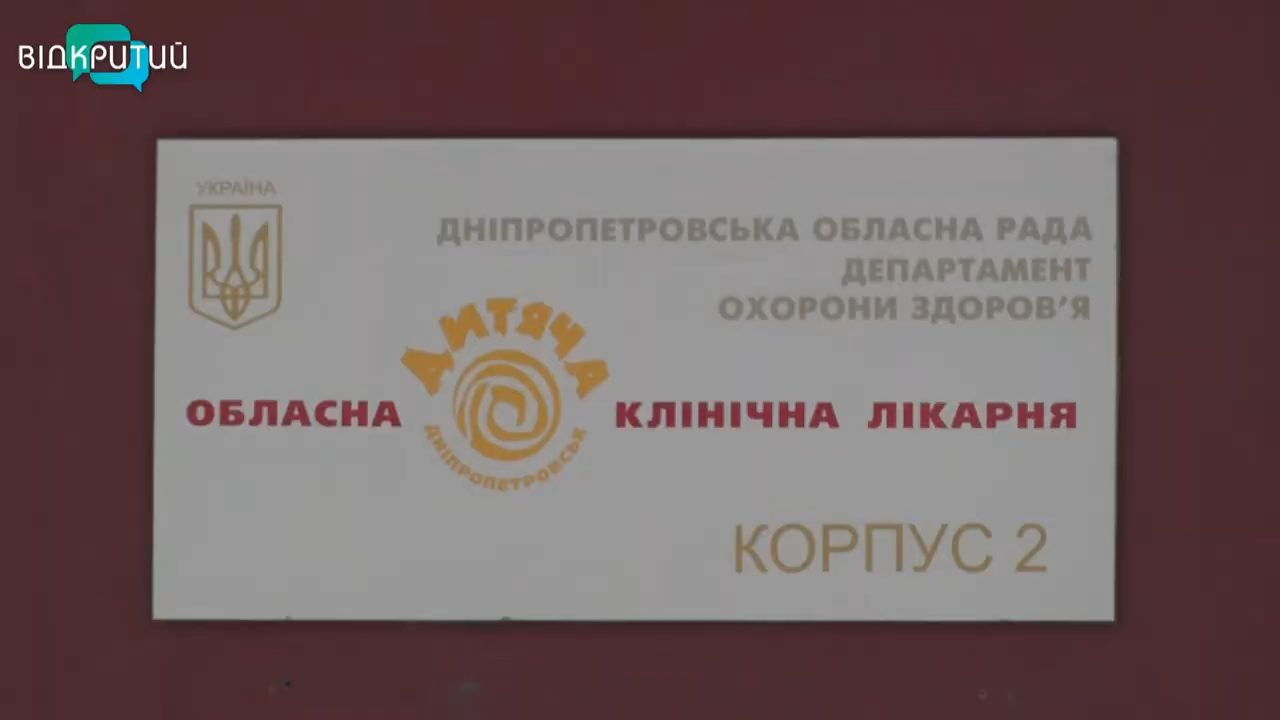 ВІДКРИТИЙ
УКРАЇНА
ДНІПРОПЕТРОВСЬКА ОБЛАСНА РАДА
ДЕПАРТАМЕНТ
ОХОРОНИ ЗДОРОВ’Я
ОБЛАСНА ДИТЯЧА КЛІНІЧНА ЛІКАРНЯ
ДНІПРОПЕТРОВСЬК
КОРПУС 2